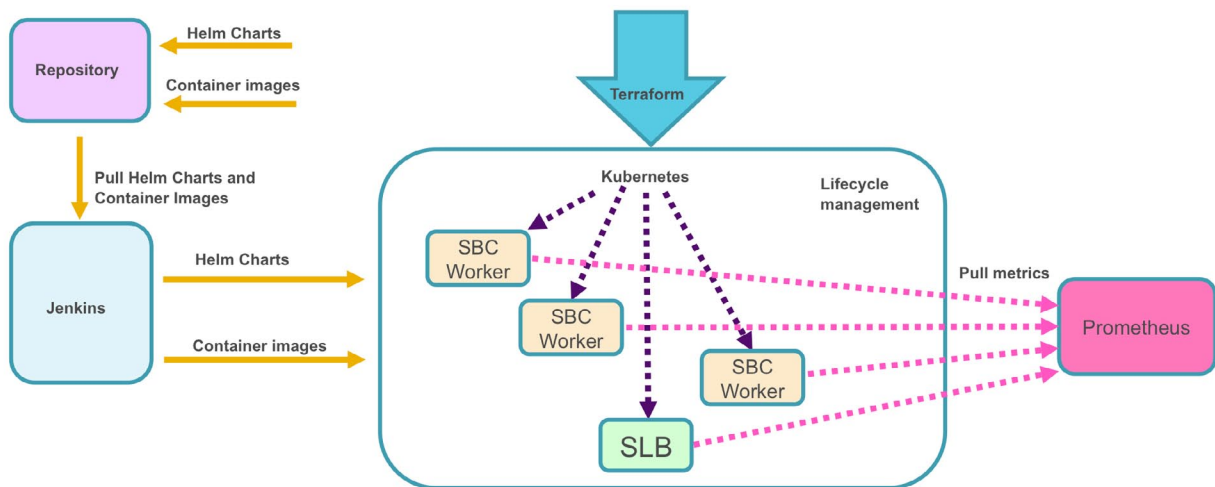 Helm Charts
Repository
Container images
Terraform
Pull Helm Charts and
Container Images
Kubernetes
Lifecycle
management
SBC
Worker
Helm Charts
Pull metrics
Jenkins
SBC
Worker
Prometheus
Container images
SBC
Worker
SLB